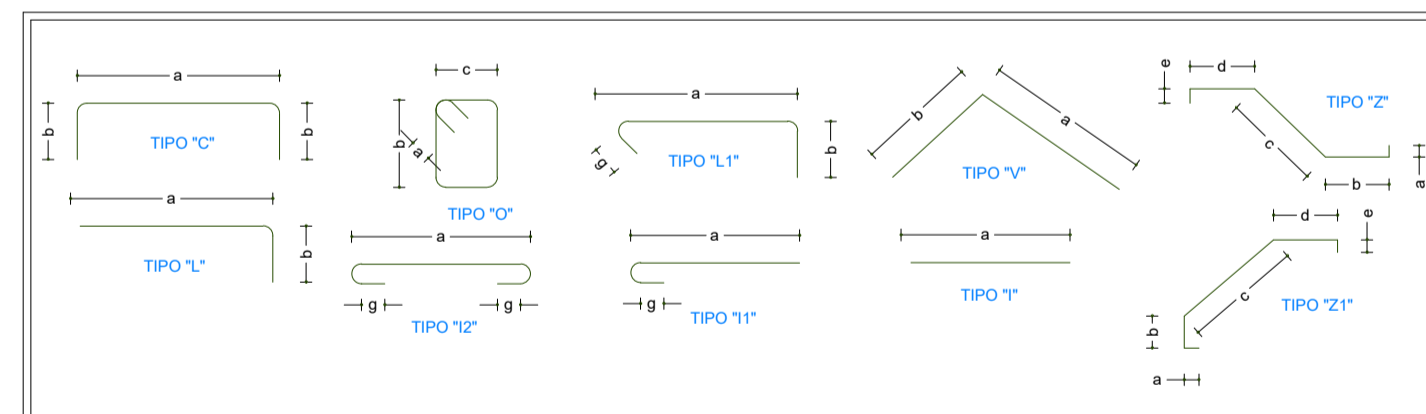 a
b
b
TIPO "C"
c
b
a
TIPO "O"
a
g
b
TIPO "L1"
b
a
TIPO "V"
e
d
c
b
a
TIPO "Z"
a
b
TIPO "L"
a
g
g
TIPO "I2"
a
g
TIPO "I1"
a
TIPO "I"
d
e
c
b
a
TIPO "Z1"